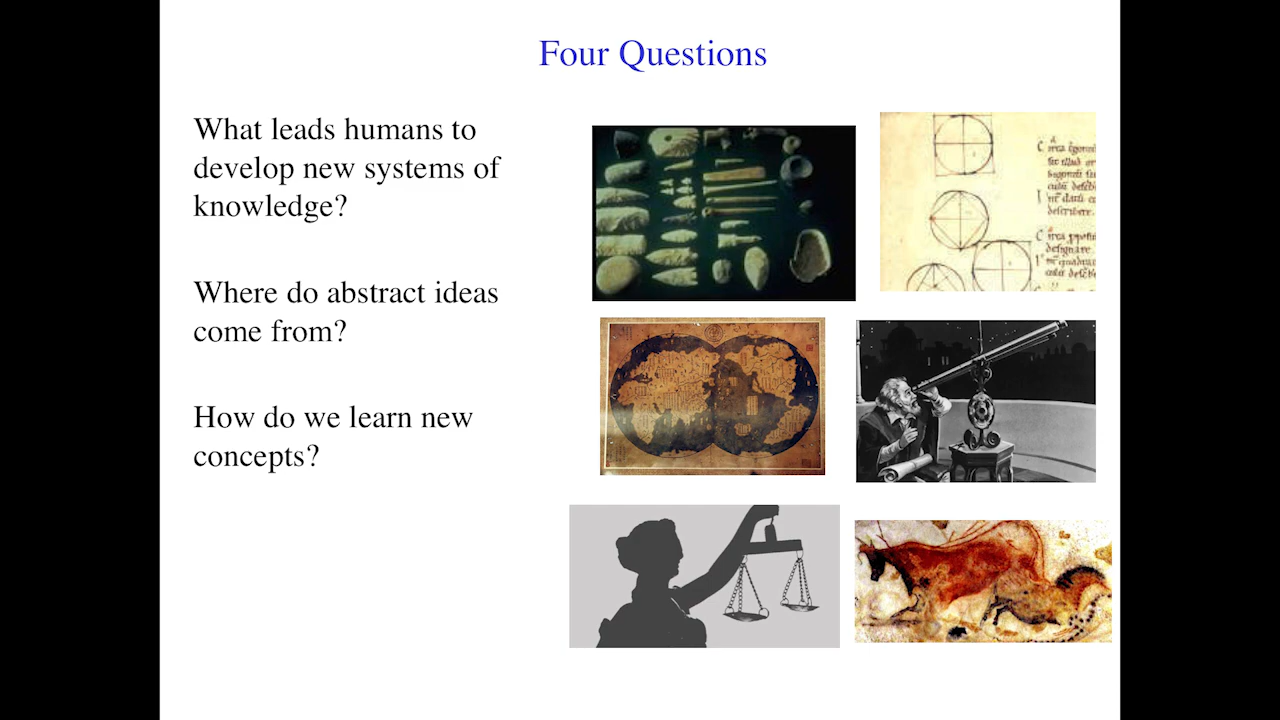 Four Questions
What leads humans to
develop new systems of
knowledge?
Where do abstract ideas
come from?
How do we learn new
concepts?